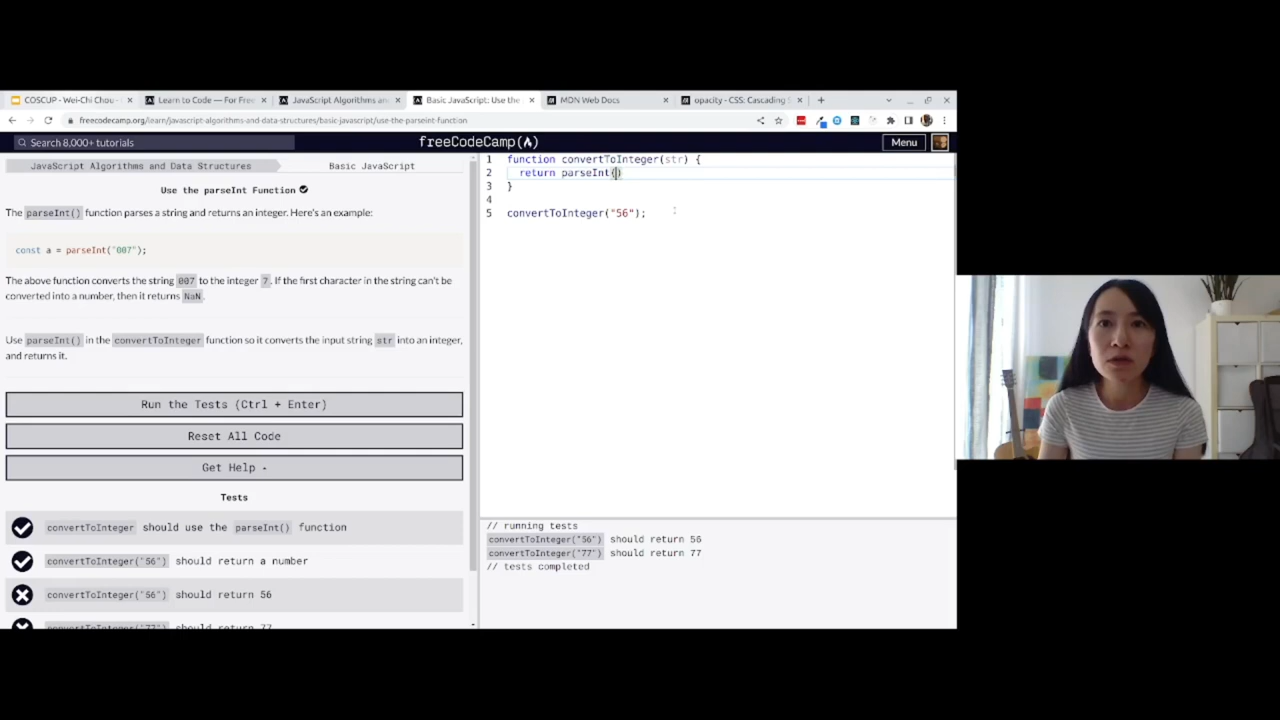 COSCUP - Wei-Chi Chou -
Learn to Code — For Free
JavaScript Algorithms an
Basic JavaScript: Use the
MDN Web Docs
opacity - CSS: Cascading
freecodecamp.org/learn/javascript-algorithms-and-data-structures/basic-javascript/use-the-parseint-function
Search 8,000+ tutorials
freeCodeCamp
Menu
JavaScript Algorithms and Data Structures
Basic JavaScript
Use the parseInt Function
The parseInt() function parses a string and returns an integer. Here's an example:
const a = parseInt("007");
The above function converts the string 007 to the integer 7. If the first character in the string can't be
converted into a number, then it returns NaN.
Use parseInt() in the convertToInteger function so it converts the input string str into an integer,
and returns it.
Run the Tests (Ctrl + Enter)
Reset All Code
Get Help
Tests
convertToInteger should use the parseInt() function
convertToInteger("56") should return a number
convertToInteger("56") should return 56
convertToInteger("77") should return 77
1 function convertToInteger(str) {
2 return parseInt()
3 }
4
5 convertToInteger("56");
// running tests
convertToInteger("56") should return 56
convertToInteger("77") should return 77
// tests completed